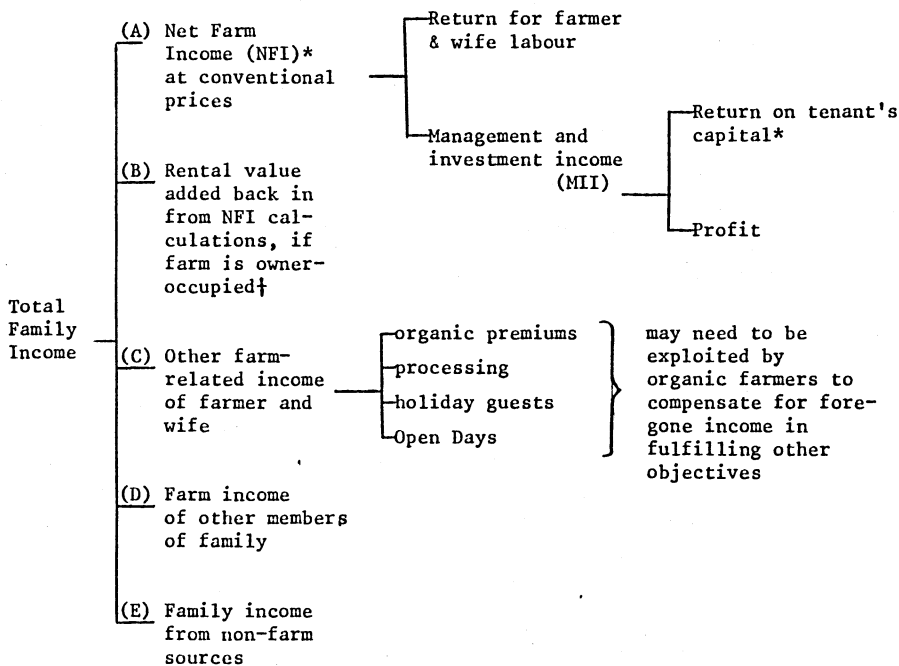 Total
Family
Income
(A) Net Farm
Income (NFI)*
at conventional
prices
Return for farmer
& wife labour
Management and
investment income
(MII)
Return on tenant's
capital*
Profit
(B) Rental value
added back in
from NFI cal-
culations, if
farm is owner-
occupied†
(C) Other farm-
related income
of farmer and
wife
organic premiums
processing
holiday guests
Open Days
may need to be
exploited by
organic farmers to
compensate for fore-
gone income in
fulfilling other
objectives
(D) Farm income
of other members
of family
(E) Family income
from non-farm
sources